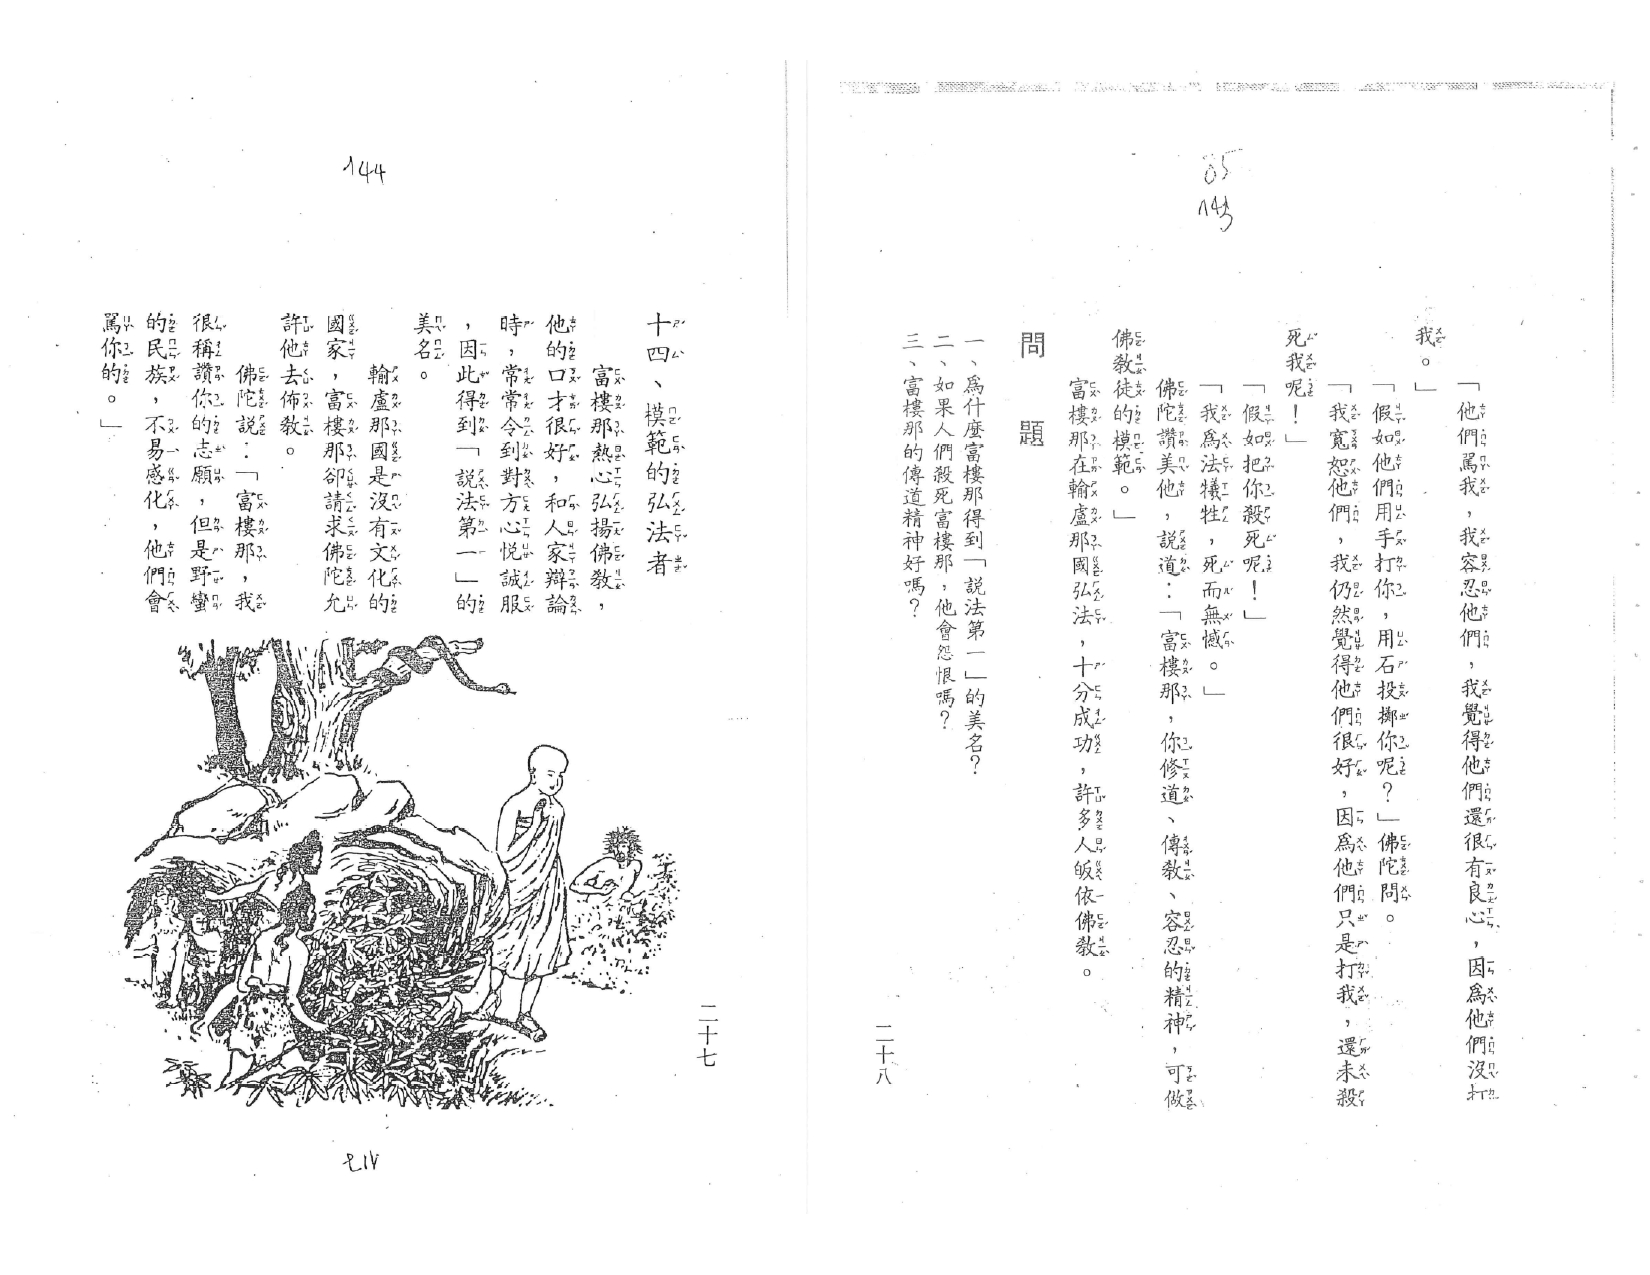 144
十四、模範的弘法者
富樓那熱心弘揚佛教，
他的口才很好，和人家辯論
時，常常令到對方心悅誠服
，因此得到「說法第一」的
美名。
輸盧那國是沒有文化的
國家，富樓那卻請求佛陀允
許他去佈教。
佛陀說：「富樓那，我
很稱讚你的志願，但是野蠻
的民族，不易感化，他們會
罵你的。」
二十七
145
「他們罵我，我容忍他們，我覺得他們還很有良心，因為他們沒打
我。」
「假如他們用手打你，用石投擲你呢？」佛陀問。
「我寬恕他們，我仍然覺得他們很好，因為他們只是打我，還未殺
死我呢！」
「假如把你殺死呢！」
「我為法犧牲，死而無憾。」
佛陀讚美他，說道：「富樓那，你修道、傳教、容忍的精神，可做
佛教徒的模範。」
富樓那在輸盧那國弘法，十分成功，許多人皈依佛教。
問題
一、為什麼富樓那得到「說法第一」的美名？
二、如果人們殺死富樓那，他會怨恨嗎？
三、富樓那的傳道精神好嗎？
二十八